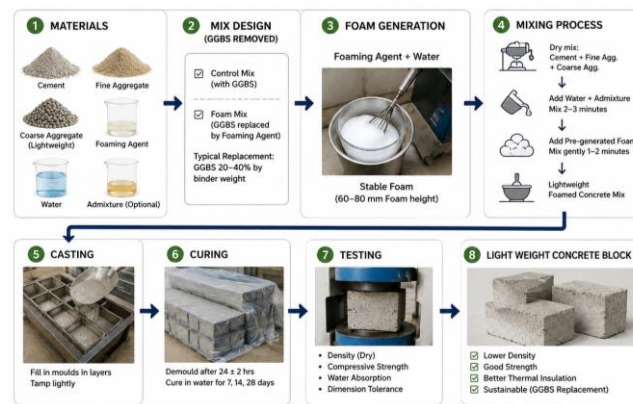 1 MATERIALS
Cement
Fine Aggregate
Coarse Aggregate
(Lightweight)
Foaming Agent
Water
Admixture (Optional)
2 MIX DESIGN
(GGBS REMOVED)
Control Mix
(with GGBS)
Foam Mix
(GGBS replaced
by Foaming Agent)
Typical Replacement:
GGBS 20–40% by
binder weight
3 FOAM GENERATION
Foaming Agent + Water
Stable Foam
(60–80 mm Foam height)
4 MIXING PROCESS
Dry mix:
Cement + Fine Agg.
+ Coarse Agg.
Add Water + Admixture
Mix 2–3 minutes
Add Pre-generated Foam
Mix gently 1–2 minutes
Lightweight
Foamed Concrete Mix
5 CASTING
Fill in moulds in layers
Tamp lightly
6 CURING
Demould after 24 ± 2 hrs
Cure in water for 7, 14, 28 days
7 TESTING
• Density (Dry)
• Compressive Strength
• Water Absorption
• Dimension Tolerance
8 LIGHT WEIGHT CONCRETE BLOCK
Lower Density
Good Strength
Better Thermal Insulation
Sustainable (GGBS Replacement)